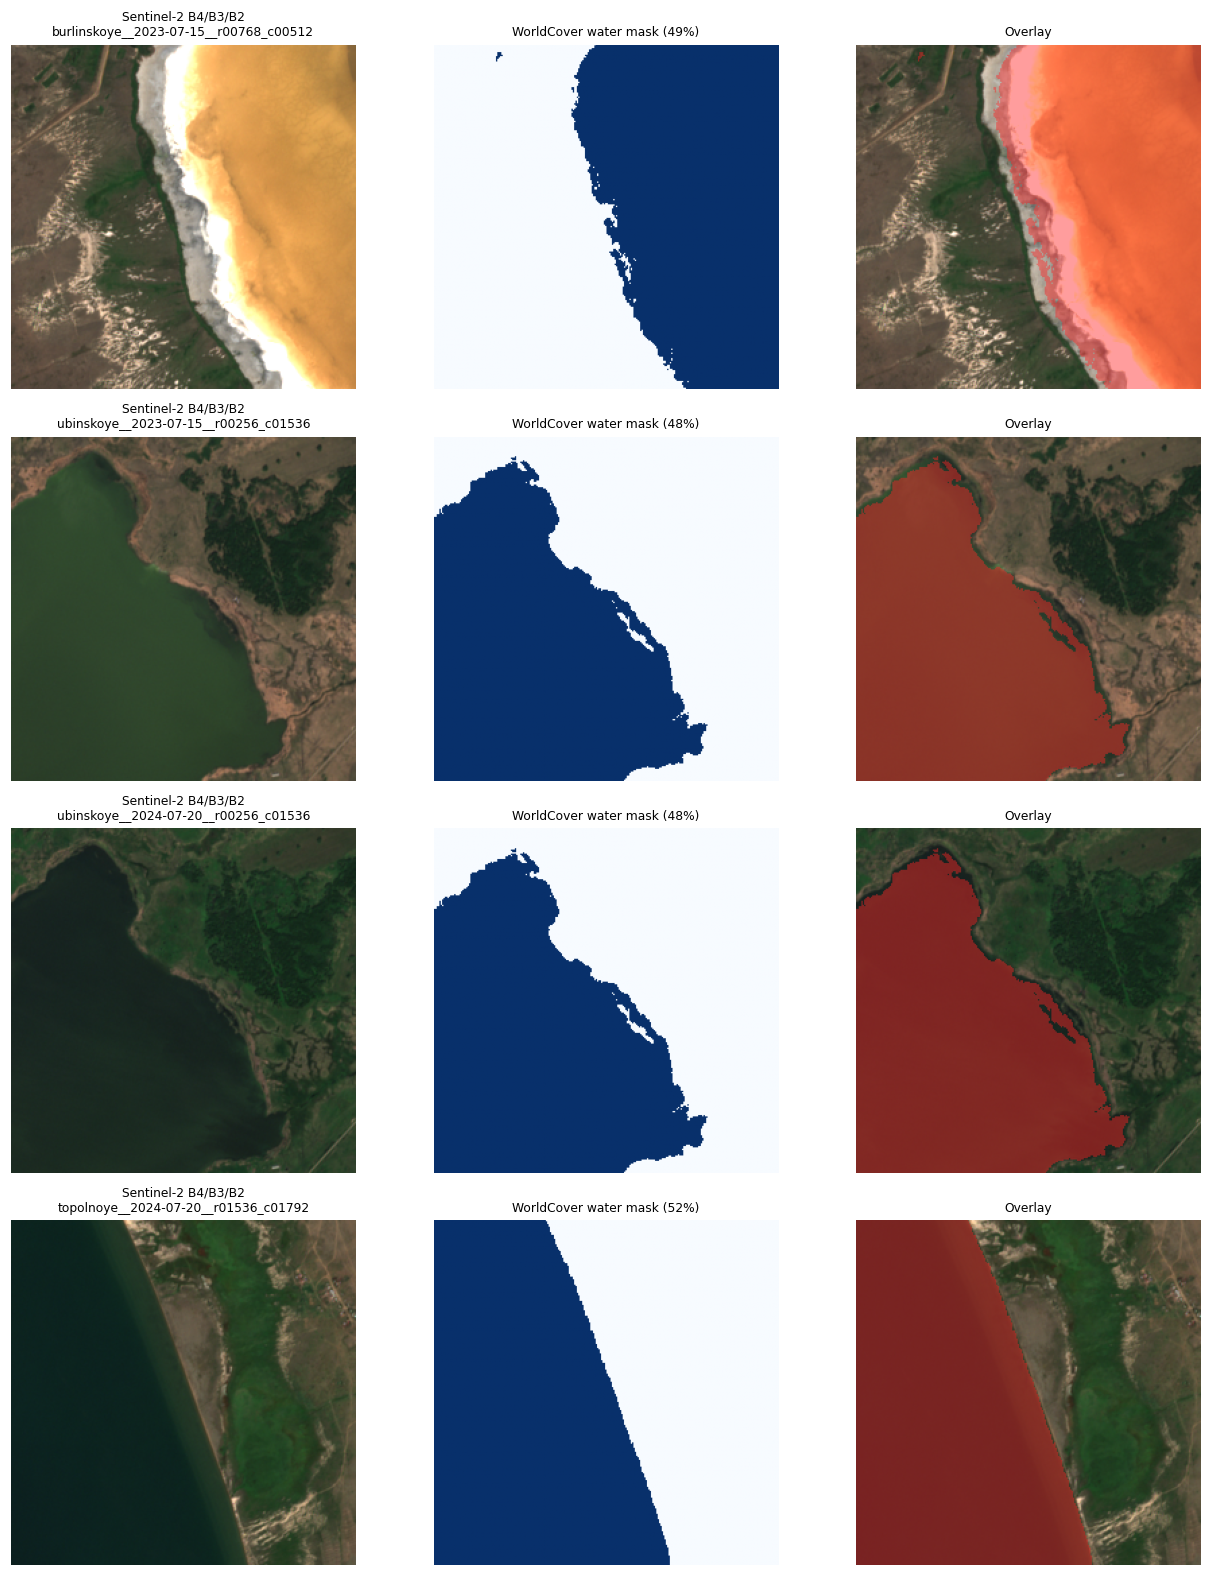 Sentinel-2 B4/B3/B2
burlinskoye__2023-07-15__r00768_c00512
WorldCover water mask (49%)
Overlay
Sentinel-2 B4/B3/B2
ubinskoye__2023-07-15__r00256_c01536
WorldCover water mask (48%)
Overlay
Sentinel-2 B4/B3/B2
ubinskoye__2024-07-20__r00256_c01536
WorldCover water mask (48%)
Overlay
Sentinel-2 B4/B3/B2
topolnoye__2024-07-20__r01536_c01792
WorldCover water mask (52%)
Overlay